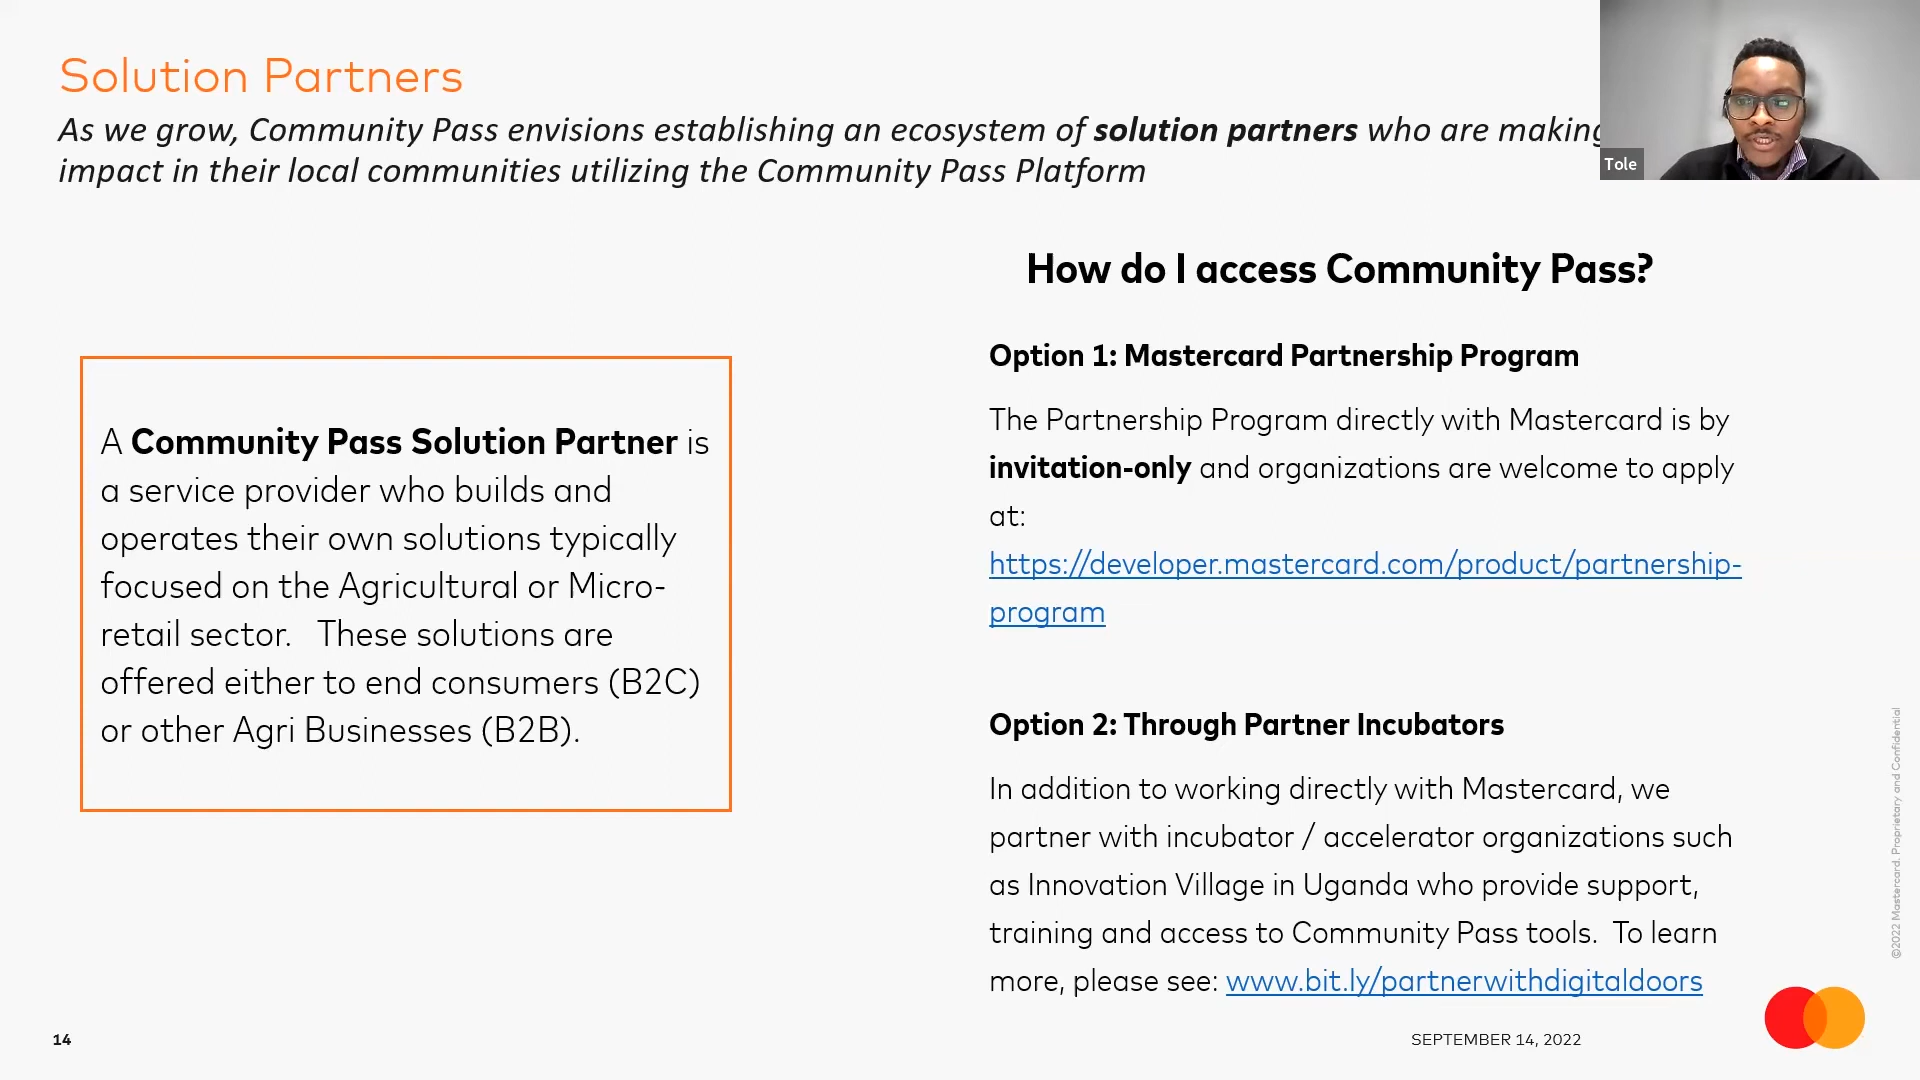 Solution Partners
As we grow, Community Pass envisions establishing an ecosystem of solution partners who are making
impact in their local communities utilizing the Community Pass Platform
Tole
A Community Pass Solution Partner is
a service provider who builds and
operates their own solutions typically
focused on the Agricultural or Micro-
retail sector. These solutions are
offered either to end consumers (B2C)
or other Agri Businesses (B2B).
How do I access Community Pass?
Option 1: Mastercard Partnership Program
The Partnership Program directly with Mastercard is by
invitation-only and organizations are welcome to apply
at:
https://developer.mastercard.com/product/partnership-
program
Option 2: Through Partner Incubators
In addition to working directly with Mastercard, we
partner with incubator / accelerator organizations such
as Innovation Village in Uganda who provide support,
training and access to Community Pass tools. To learn
more, please see: www.bit.ly/partnerwithdigitaldoors
©2022 Mastercard. Proprietary and Confidential
14
SEPTEMBER 14, 2022